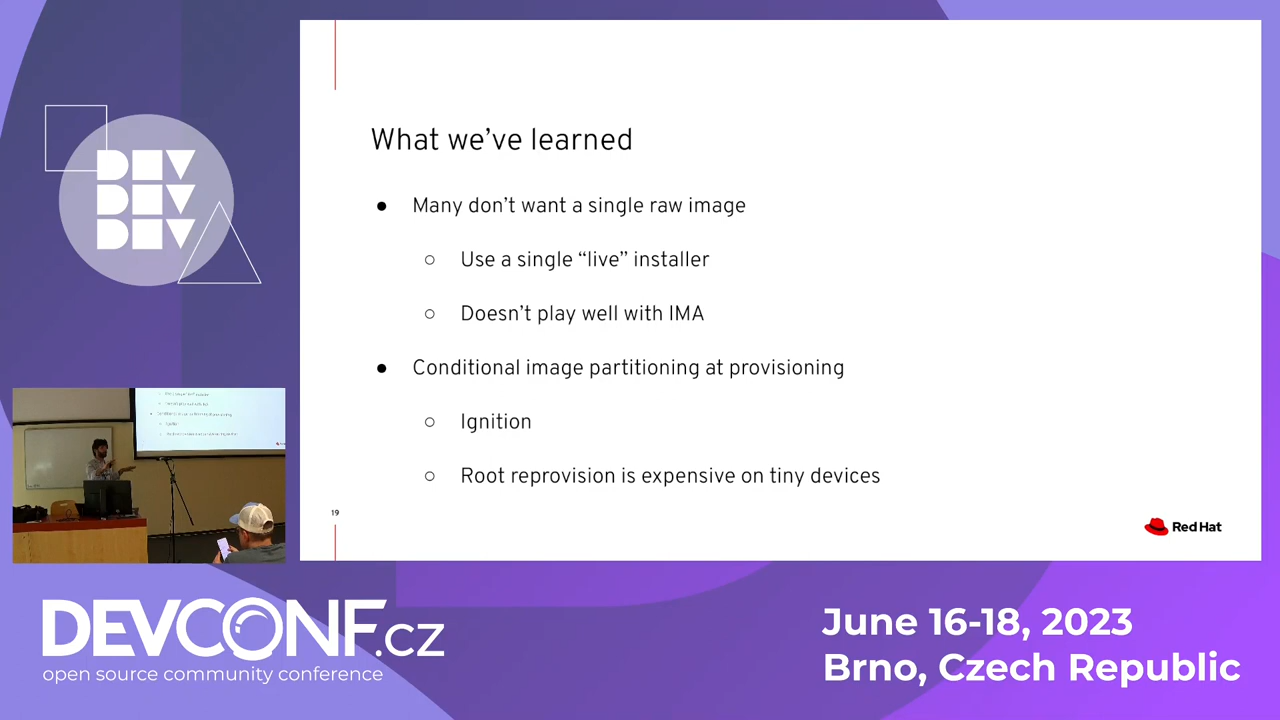 DEV
DEV
DEV
What we've learned
● Many don't want a single raw image
○ Use a single “live” installer
○ Doesn't play well with IMA
● Conditional image partitioning at provisioning
○ Ignition
○ Root reprovision is expensive on tiny devices
19
Red Hat
DEVCONF.cz
open source community conference
June 16-18, 2023
Brno, Czech Republic